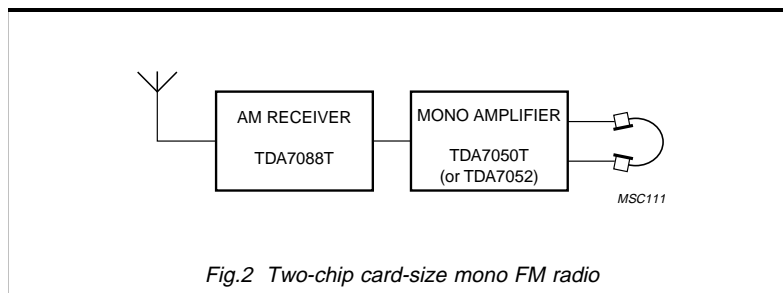 AM RECEIVER
TDA7088T
MONO AMPLIFIER
TDA7050T
(or TDA7052)
MSC111
Fig.2 Two-chip card-size mono FM radio